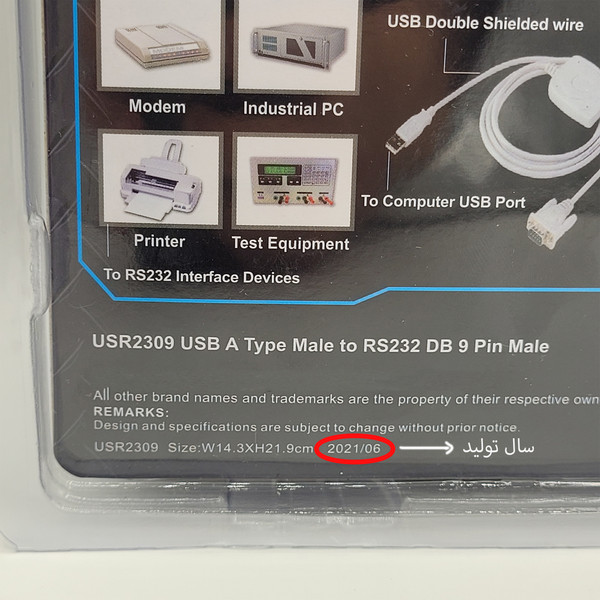 USB Double Shielded wire
Modem
Industrial PC
To Computer USB Port
Printer
Test Equipment
To RS232 Interface Devices
USR2309 USB A Type Male to RS232 DB 9 Pin Male
All other brand names and trademarks are the property of their respective own
REMARKS:
Design and specifications are subject to change without prior notice.
USR2309 Size:W14.3XH21.9cm 2021/06 سال تولید